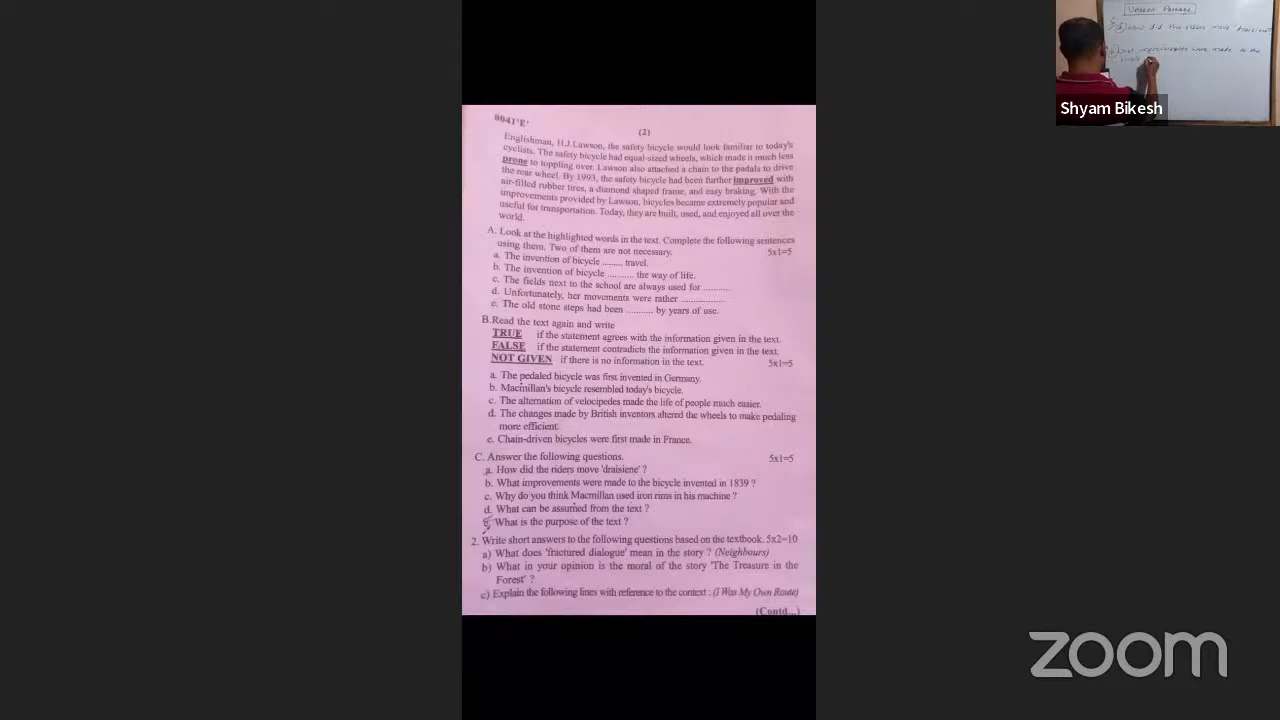 0041'E'
(2)
Englishman, H.J.Lawson, the safety bicycle would look familiar to today's
cyclists. The safety bicycle had equal-sized wheels, which made it much less
prone to toppling over. Lawson also attached a chain to the padals to drive
the rear wheel. By 1993, the safety bicycle had been further improved with
air-filled rubber tires, a diamond shaped frame, and easy braking. With the
improvements provided by Lawson, bicycles became extremely popular and
useful for transportation. Today, they are built, used, and enjoyed all over the
world.
A. Look at the highlighted words in the text. Complete the following sentences
using them. Two of them are not necessary. 5x1=5
a. The invention of bicycle ........ travel.
b. The invention of bicycle .......... the way of life.
c. The fields next to the school are always used for ..........
d. Unfortunately, her movements were rather ................
e. The old stone steps had been .......... by years of use.
B.Read the text again and write
TRUE if the statement agrees with the information given in the text.
FALSE if the statement contradicts the information given in the text.
NOT GIVEN if there is no information in the text. 5x1=5
a. The pedaled bicycle was first invented in Germany.
b. Macmillan's bicycle resembled today's bicycle.
c. The alternation of velocipedes made the life of people much easier.
d. The changes made by British inventors altered the wheels to make pedaling
more efficient.
e. Chain-driven bicycles were first made in France.
C. Answer the following questions. 5x1=5
a. How did the riders move 'draisiene' ?
b. What improvements were made to the bicycle invented in 1839 ?
c. Why do you think Macmillan used iron rims in his machine ?
d. What can be assumed from the text ?
e. What is the purpose of the text ?
2. Write short answers to the following questions based on the textbook. 5x2=10
a) What does 'fractured dialogue' mean in the story ? (Neighbours)
b) What in your opinion is the moral of the story 'The Treasure in the
Forest' ?
c) Explain the following lines with reference to the context : (I Was My Own Route)
(Contd...)
Unseen Passage
How did the riders move 'draisiene'
improvements were made to the
Shyam Bikesh
zoom